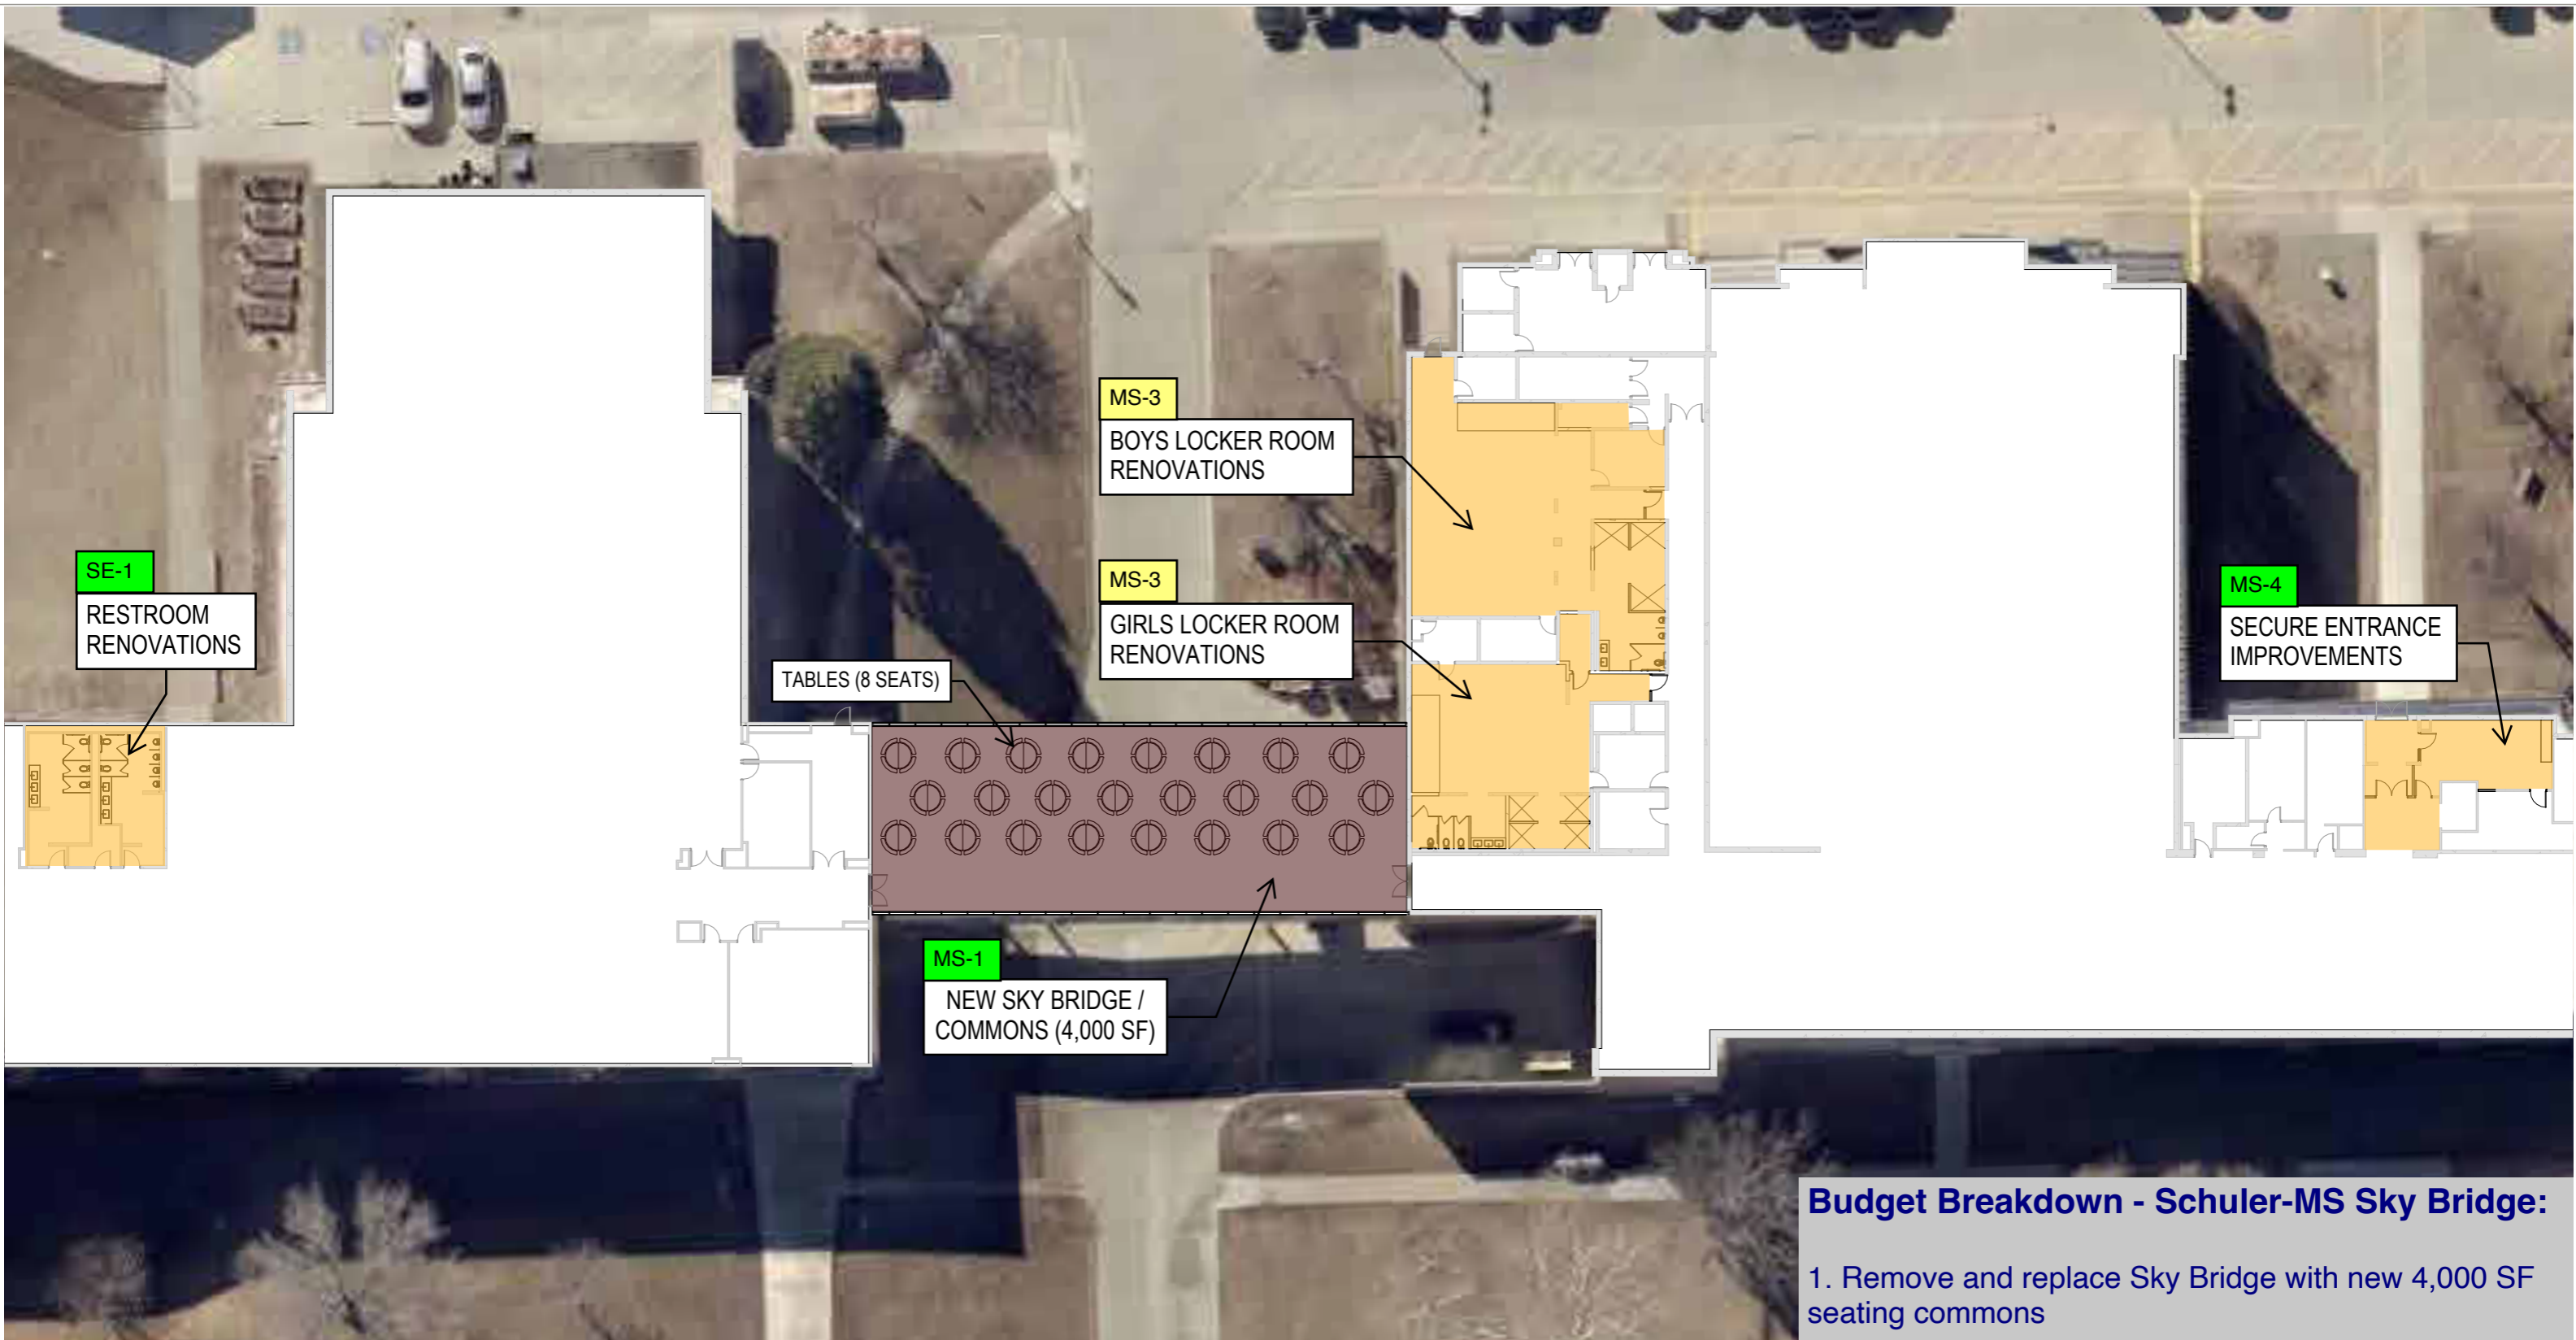 MS-3
BOYS LOCKER ROOM
RENOVATIONS
SE-1
RESTROOM
RENOVATIONS
MS-3
GIRLS LOCKER ROOM
RENOVATIONS
MS-4
SECURE ENTRANCE
IMPROVEMENTS
TABLES (8 SEATS)
MS-1
NEW SKY BRIDGE /
COMMONS (4,000 SF)
Budget Breakdown - Schuler-MS Sky Bridge:
1. Remove and replace Sky Bridge with new 4,000 SF
seating commons